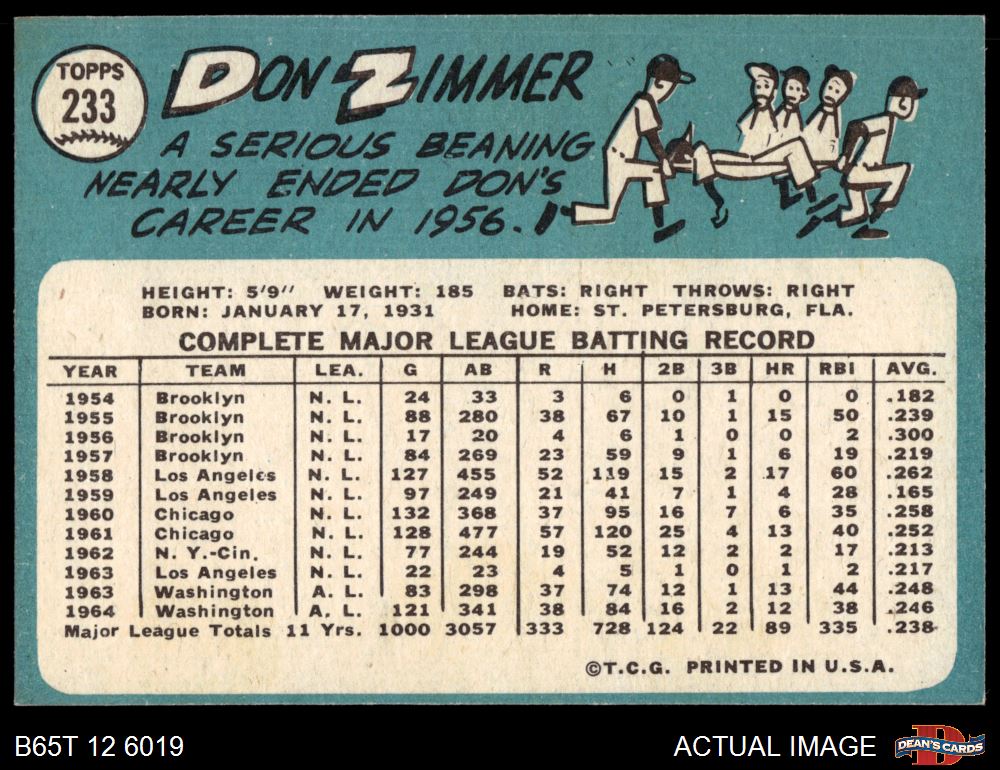 TOPPS
233
DON ZIMMER
A SERIOUS BEANING
NEARLY ENDED DON'S
CAREER IN 1956.
HEIGHT: 5'9" WEIGHT: 185 BATS: RIGHT THROWS: RIGHT
BORN: JANUARY 17, 1931 HOME: ST. PETERSBURG, FLA.
COMPLETE MAJOR LEAGUE BATTING RECORD
YEAR TEAM LEA. G AB R H 2B 3B HR RBI AVG.
1954 Brooklyn N. L. 24 33 3 6 0 1 0 0 .182
1955 Brooklyn N. L. 88 280 38 67 10 1 15 50 .239
1956 Brooklyn N. L. 17 20 4 6 1 0 0 2 .300
1957 Brooklyn N. L. 84 269 23 59 9 1 6 19 .219
1958 Los Angeles N. L. 127 455 52 119 15 2 17 60 .262
1959 Los Angeles N. L. 97 249 21 41 7 1 4 28 .165
1960 Chicago N. L. 132 368 37 95 16 7 6 35 .258
1961 Chicago N. L. 128 477 57 120 25 4 13 40 .252
1962 N. Y.-Cin. N. L. 77 244 19 52 12 2 2 17 .213
1963 Los Angeles N. L. 22 23 4 5 1 0 1 2 .217
1963 Washington A. L. 83 298 37 74 12 1 13 44 .248
1964 Washington A. L. 121 341 38 84 16 2 12 38 .246
Major League Totals 11 Yrs. 1000 3057 333 728 124 22 89 335 .238
©T.C.G. PRINTED IN U.S.A.
B65T 12 6019 ACTUAL IMAGE DEAN'S CARDS